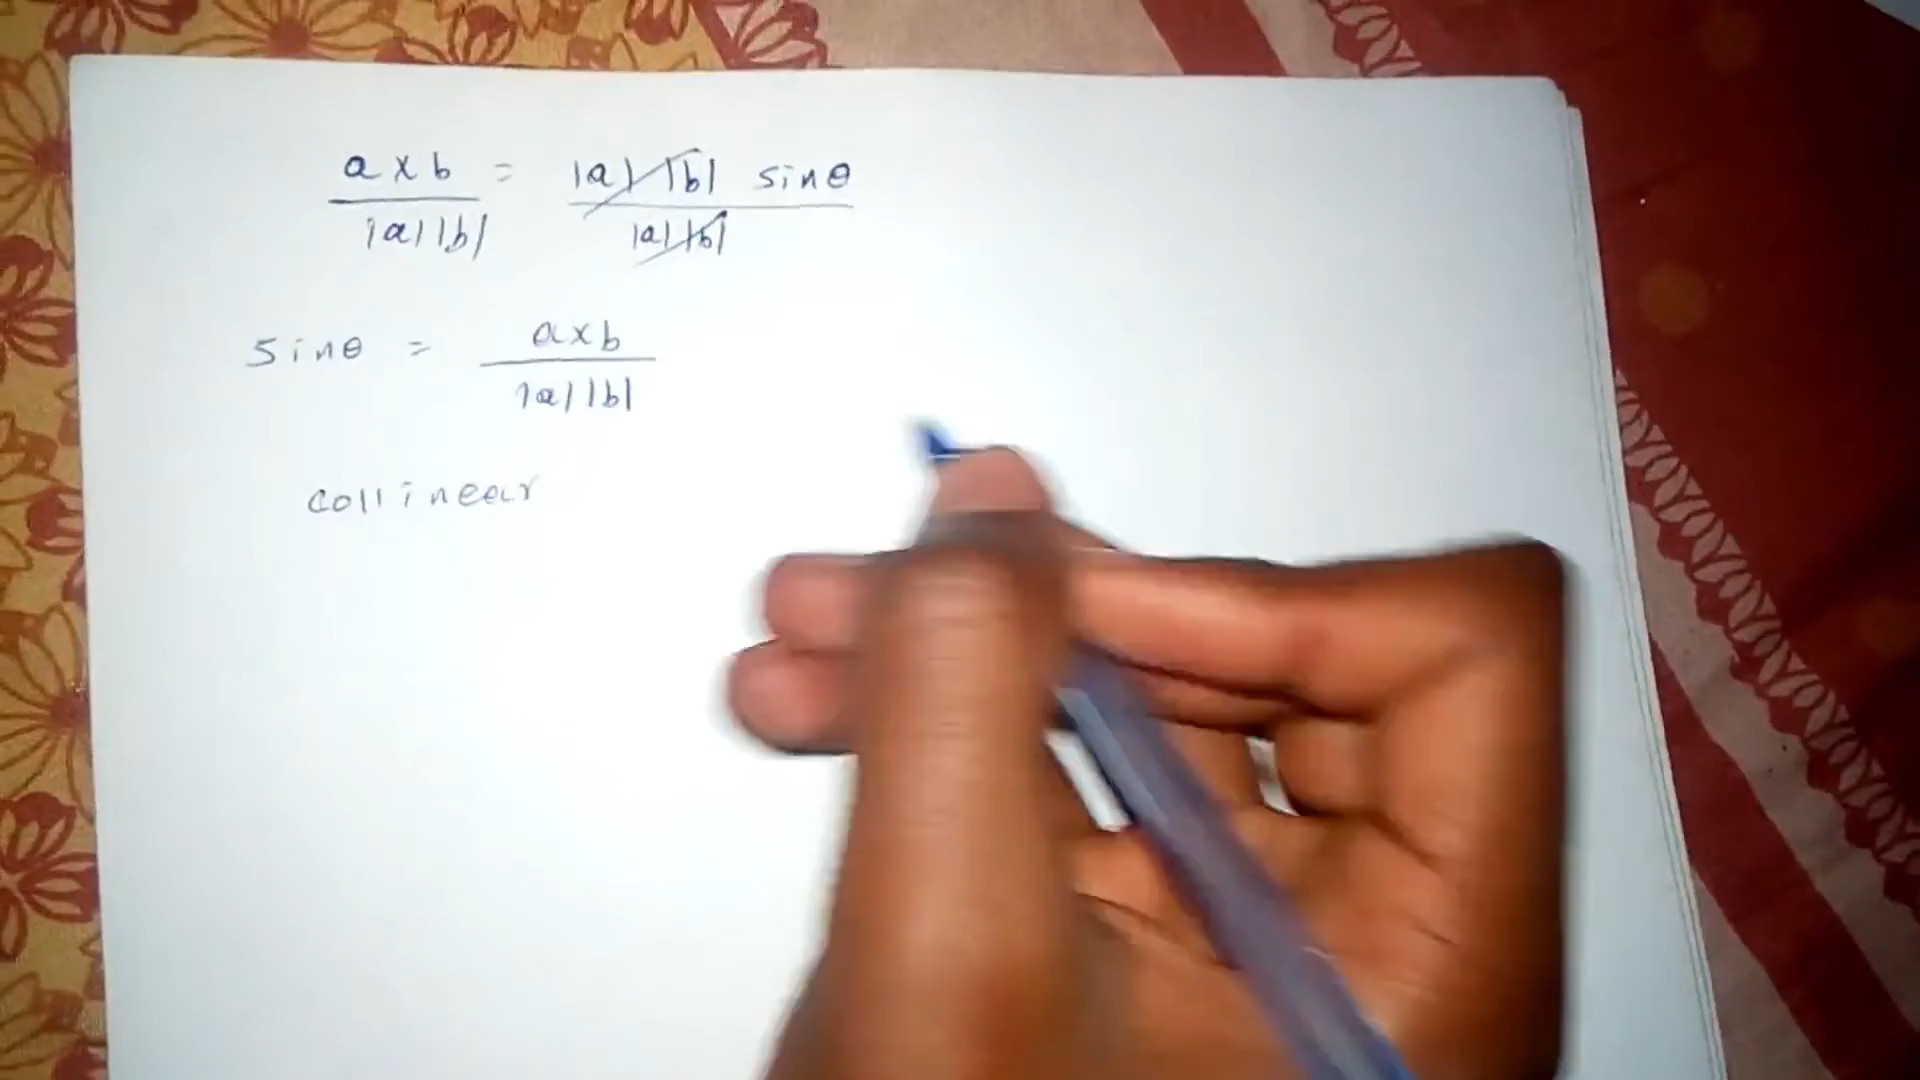 a x b = |a| |b| sinθ
|a| |b| |a| |b|
sinθ = a x b
|a| |b|
collinear